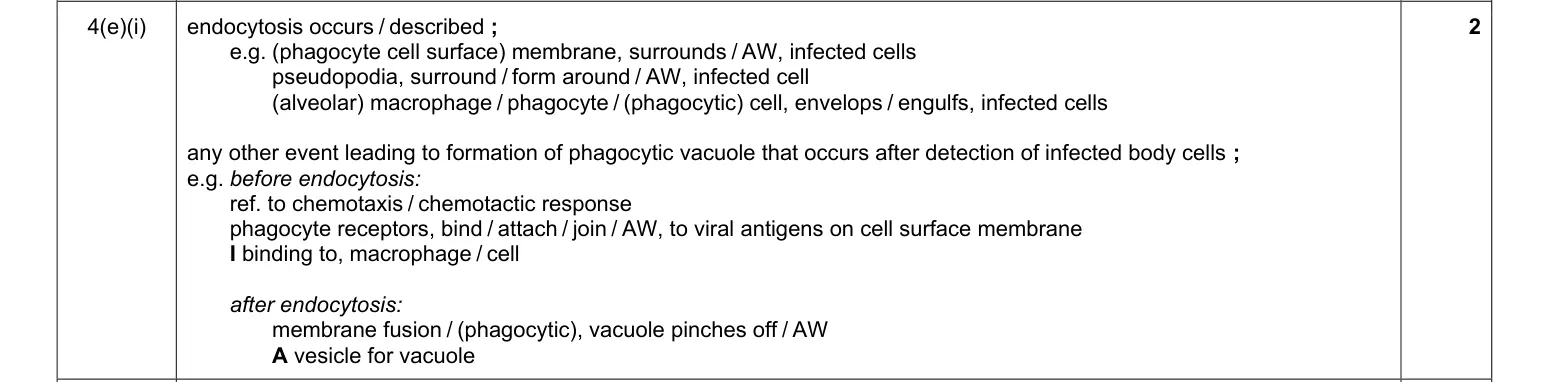 4(e)(i)
endocytosis occurs / described ;
e.g. (phagocyte cell surface) membrane, surrounds / AW, infected cells
pseudopodia, surround / form around / AW, infected cell
(alveolar) macrophage / phagocyte / (phagocytic) cell, envelops / engulfs, infected cells
any other event leading to formation of phagocytic vacuole that occurs after detection of infected body cells ;
e.g. before endocytosis:
ref. to chemotaxis / chemotactic response
phagocyte receptors, bind / attach / join / AW, to viral antigens on cell surface membrane
I binding to, macrophage / cell
after endocytosis:
membrane fusion / (phagocytic), vacuole pinches off / AW
A vesicle for vacuole
2